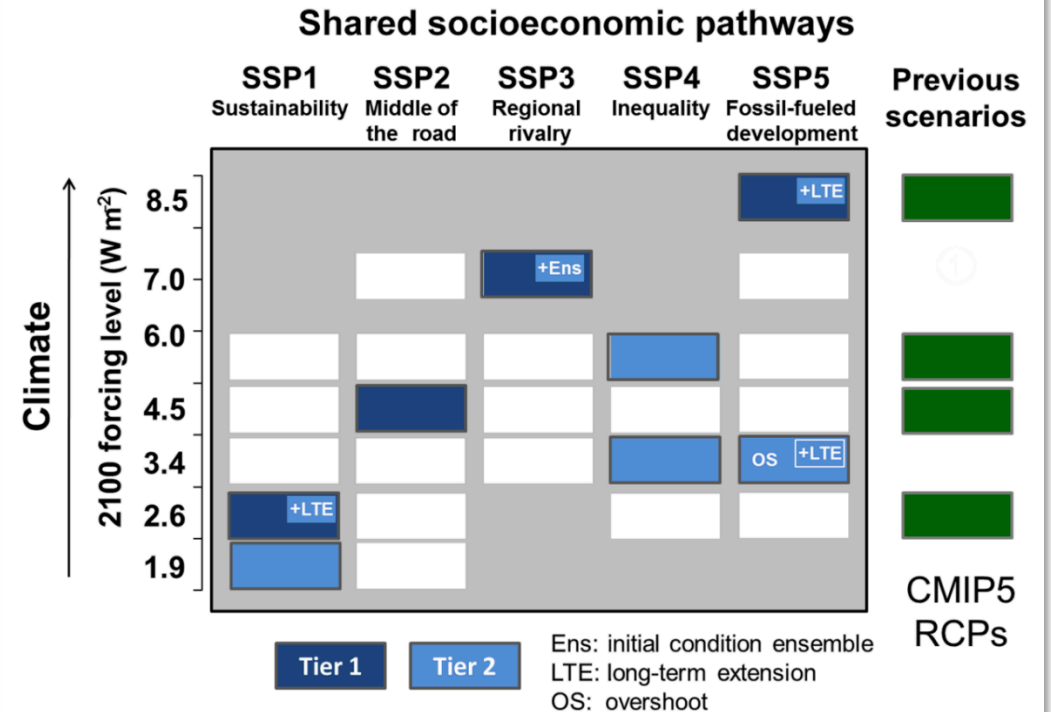 Shared socioeconomic pathways
SSP1
Sustainability
SSP2
Middle of
the road
SSP3
Regional
rivalry
SSP4
Inequality
SSP5
Fossil-fueled
development
Previous
scenarios
Climate
2100 forcing level (W m-2)
8.5
+LTE
7.0
+Ens
1
6.0
4.5
3.4
OS
+LTE
2.6
+LTE
1.9
CMIP5
RCPs
Tier 1
Tier 2
Ens: initial condition ensemble
LTE: long-term extension
OS: overshoot